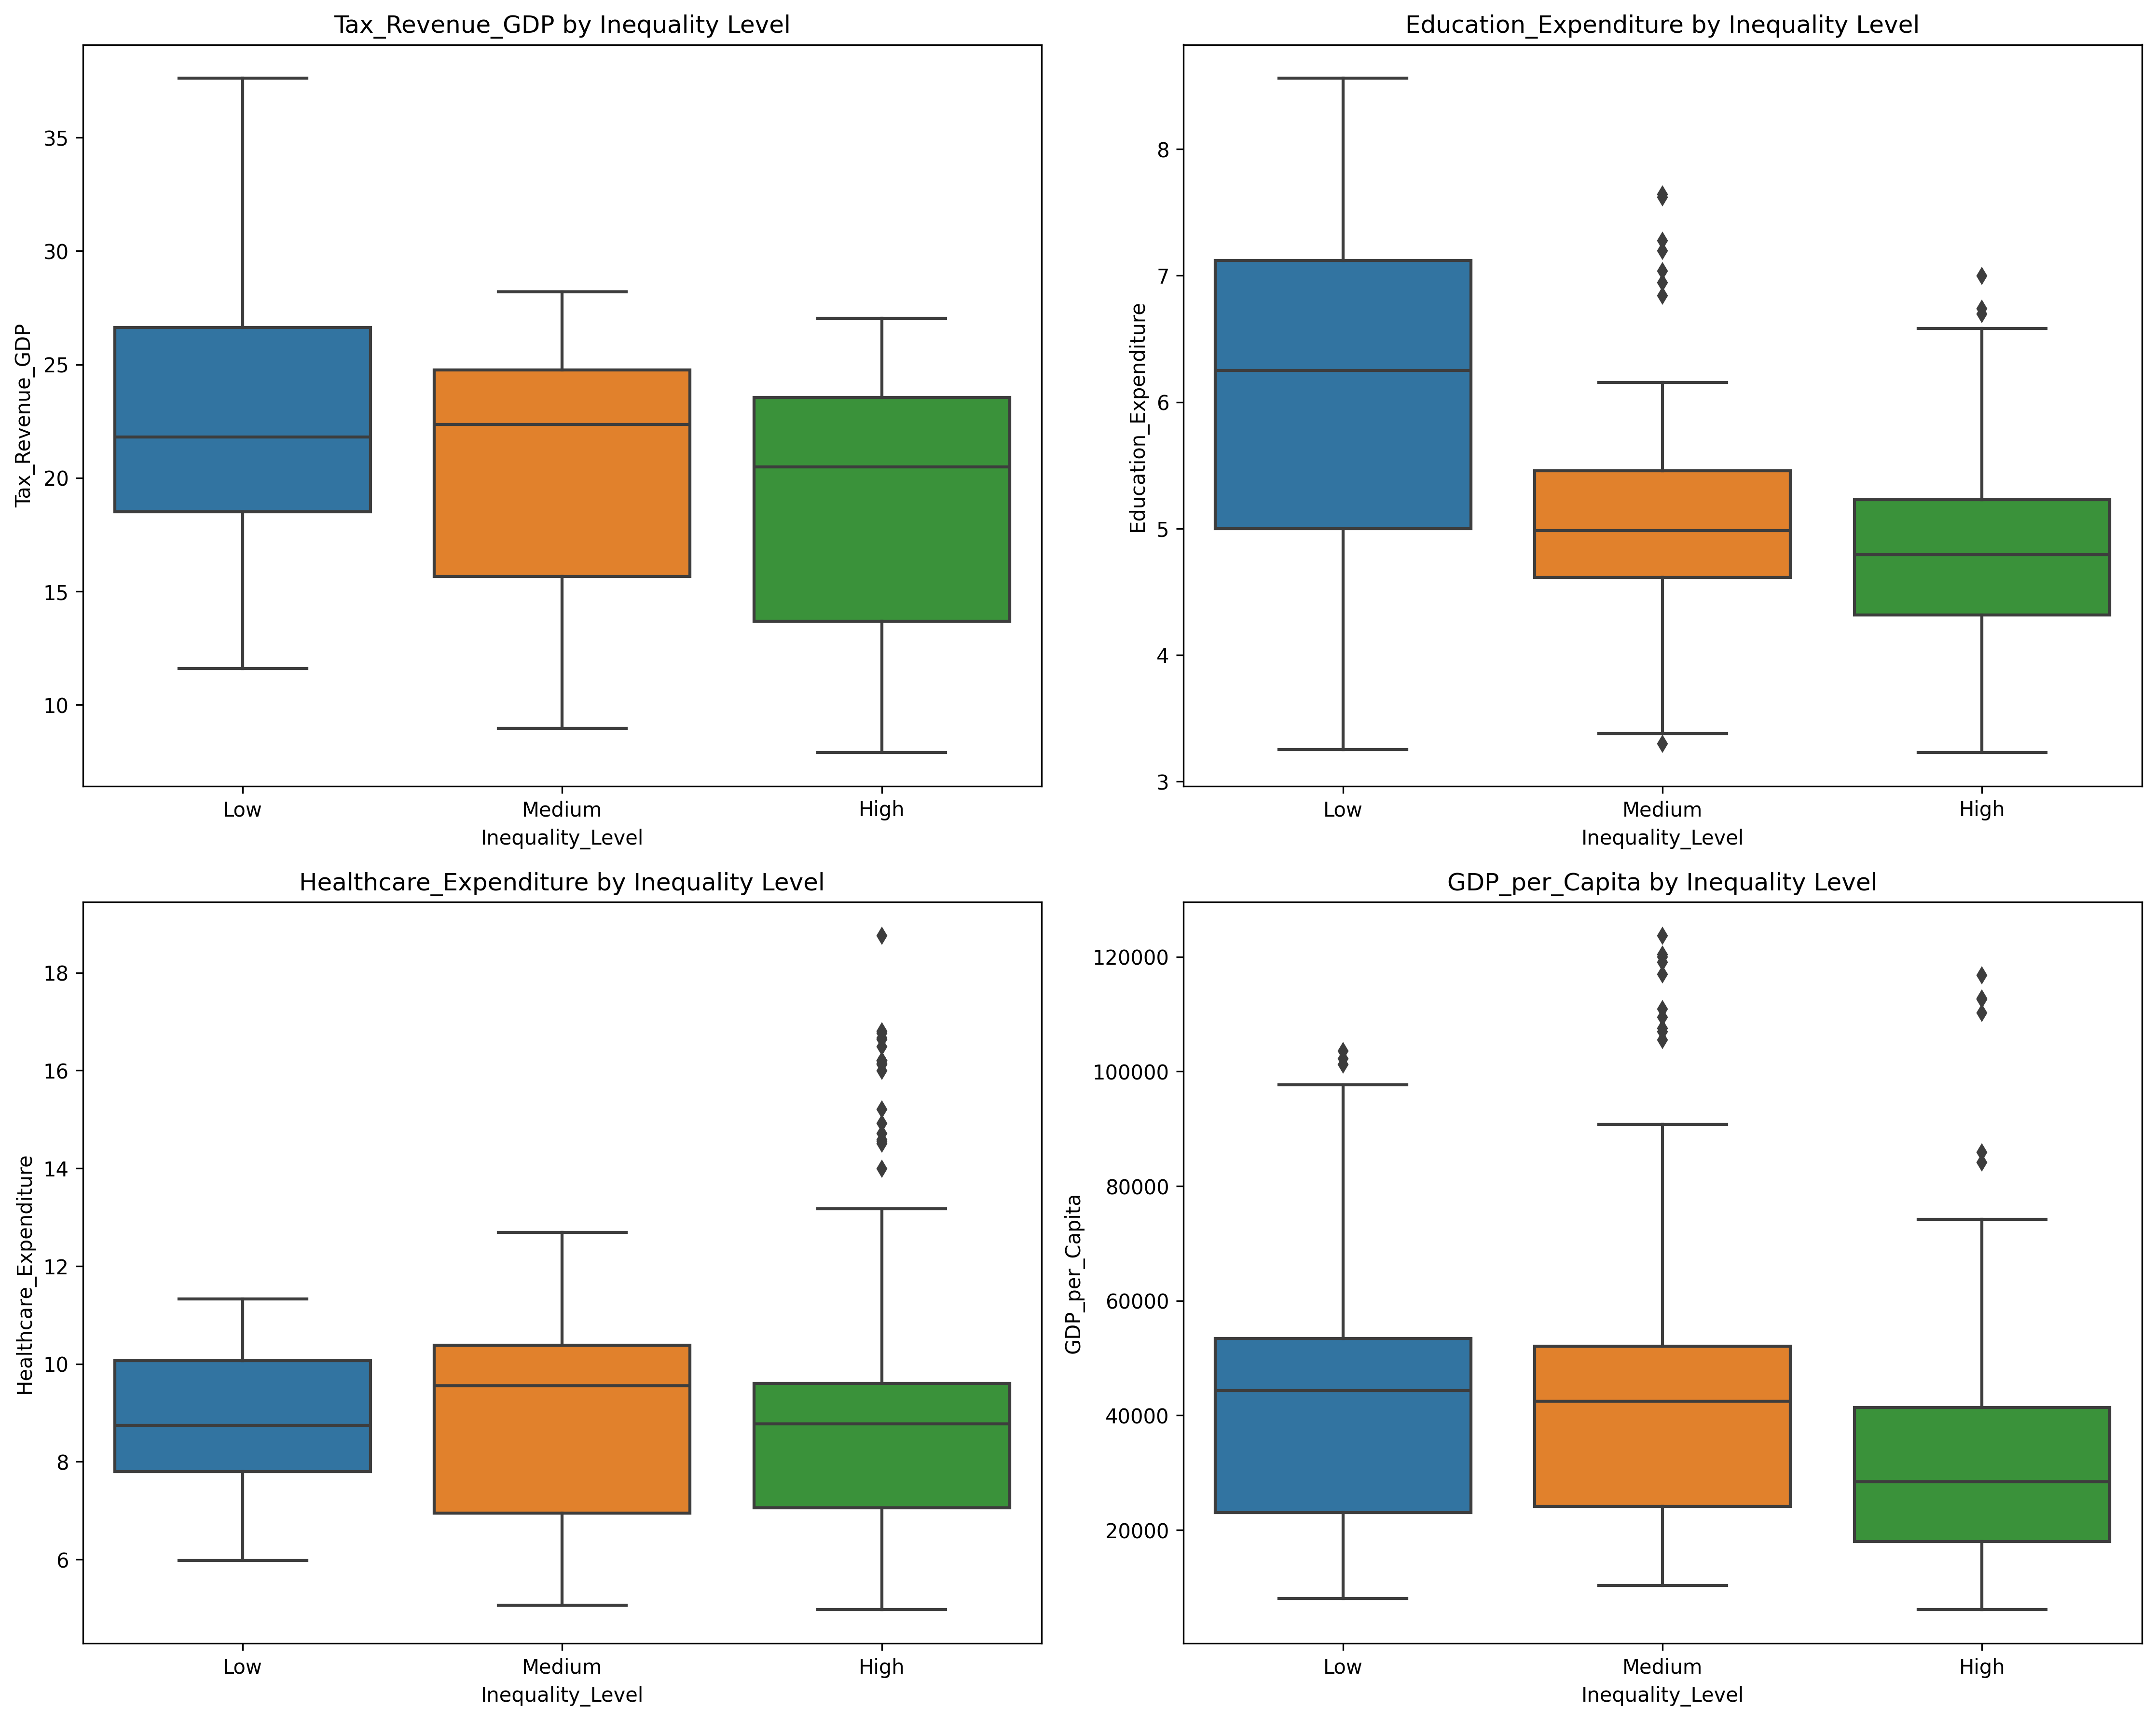 Tax_Revenue_GDP by Inequality Level
Tax_Revenue_GDP
35
30
25
20
15
10
Low
Medium
High
Inequality_Level
Education_Expenditure by Inequality Level
Education_Expenditure
8
7
6
5
4
3
Low
Medium
High
Inequality_Level
Healthcare_Expenditure by Inequality Level
Healthcare_Expenditure
18
16
14
12
10
8
6
Low
Medium
High
Inequality_Level
GDP_per_Capita by Inequality Level
GDP_per_Capita
120000
100000
80000
60000
40000
20000
Low
Medium
High
Inequality_Level